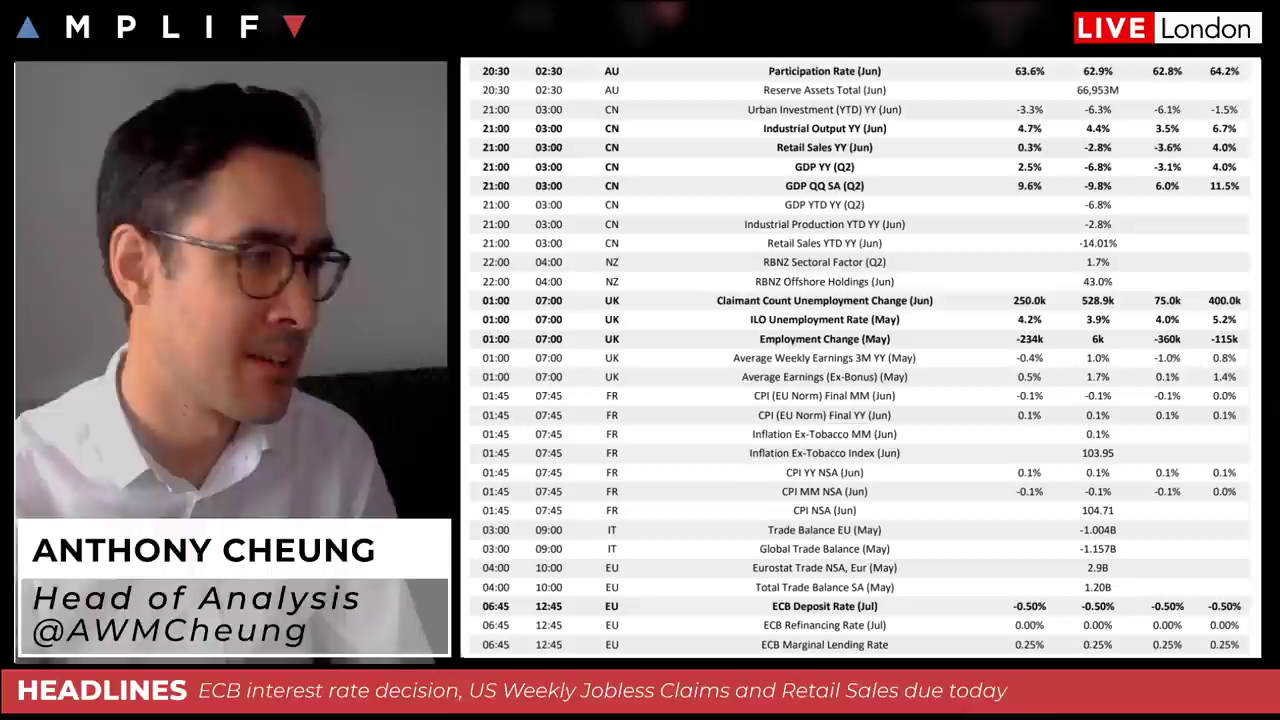 ▲ M P L I F ▼
LIVE London
20:30 02:30 AU Participation Rate (Jun) 63.6% 62.9% 62.8% 64.2%
20:30 02:30 AU Reserve Assets Total (Jun) 66,953M
21:00 03:00 CN Urban Investment (YTD) YY (Jun) -3.3% -6.3% -6.1% -1.5%
21:00 03:00 CN Industrial Output YY (Jun) 4.7% 4.4% 3.5% 6.7%
21:00 03:00 CN Retail Sales YY (Jun) 0.3% -2.8% -3.6% 4.0%
21:00 03:00 CN GDP YY (Q2) 2.5% -6.8% -3.1% 4.0%
21:00 03:00 CN GDP QQ SA (Q2) 9.6% -9.8% 6.0% 11.5%
21:00 03:00 CN GDP YTD YY (Q2) -6.8%
21:00 03:00 CN Industrial Production YTD YY (Jun) -2.8%
21:00 03:00 CN Retail Sales YTD YY (Jun) -14.01%
22:00 04:00 NZ RBNZ Sectoral Factor (Q2) 1.7%
22:00 04:00 NZ RBNZ Offshore Holdings (Jun) 43.0%
01:00 07:00 UK Claimant Count Unemployment Change (Jun) 250.0k 528.9k 75.0k 400.0k
01:00 07:00 UK ILO Unemployment Rate (May) 4.2% 3.9% 4.0% 5.2%
01:00 07:00 UK Employment Change (May) -234k 6k -360k -115k
01:00 07:00 UK Average Weekly Earnings 3M YY (May) -0.4% 1.0% -1.0% 0.8%
01:00 07:00 UK Average Earnings (Ex-Bonus) (May) 0.5% 1.7% 0.1% 1.4%
01:45 07:45 FR CPI (EU Norm) Final MM (Jun) -0.1% -0.1% -0.1% 0.0%
01:45 07:45 FR CPI (EU Norm) Final YY (Jun) 0.1% 0.1% 0.1% 0.1%
01:45 07:45 FR Inflation Ex-Tobacco MM (Jun) 0.1%
01:45 07:45 FR Inflation Ex-Tobacco Index (Jun) 103.95
01:45 07:45 FR CPI YY NSA (Jun) 0.1% 0.1% 0.1% 0.1%
01:45 07:45 FR CPI MM NSA (Jun) -0.1% -0.1% -0.1% 0.0%
01:45 07:45 FR CPI NSA (Jun) 104.71
03:00 09:00 IT Trade Balance EU (May) -1.004B
03:00 09:00 IT Global Trade Balance (May) -1.157B
04:00 10:00 EU Eurostat Trade NSA, Eur (May) 2.9B
04:00 10:00 EU Total Trade Balance SA (May) 1.20B
06:45 12:45 EU ECB Deposit Rate (Jul) -0.50% -0.50% -0.50% -0.50%
06:45 12:45 EU ECB Refinancing Rate (Jul) 0.00% 0.00% 0.00% 0.00%
06:45 12:45 EU ECB Marginal Lending Rate 0.25% 0.25% 0.25% 0.25%
ANTHONY CHEUNG
Head of Analysis
@AWMCheung
HEADLINES ECB interest rate decision, US Weekly Jobless Claims and Retail Sales due today